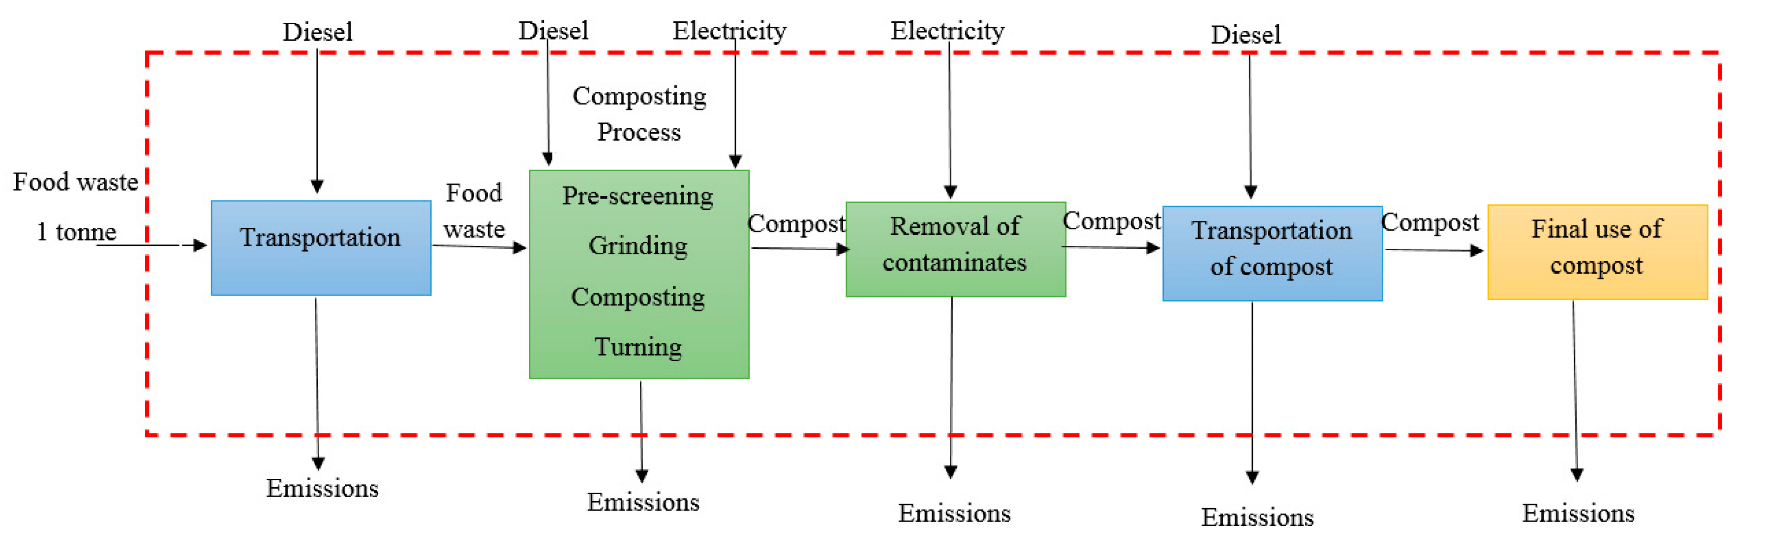 Diesel
Diesel
Electricity
Electricity
Diesel
Composting
Process
Food waste
1 tonne
Transportation
Food
waste
Pre-screening
Grinding
Composting
Turning
Compost
Removal of
contaminates
Compost
Transportation
of compost
Compost
Final use of
compost
Emissions
Emissions
Emissions
Emissions
Emissions